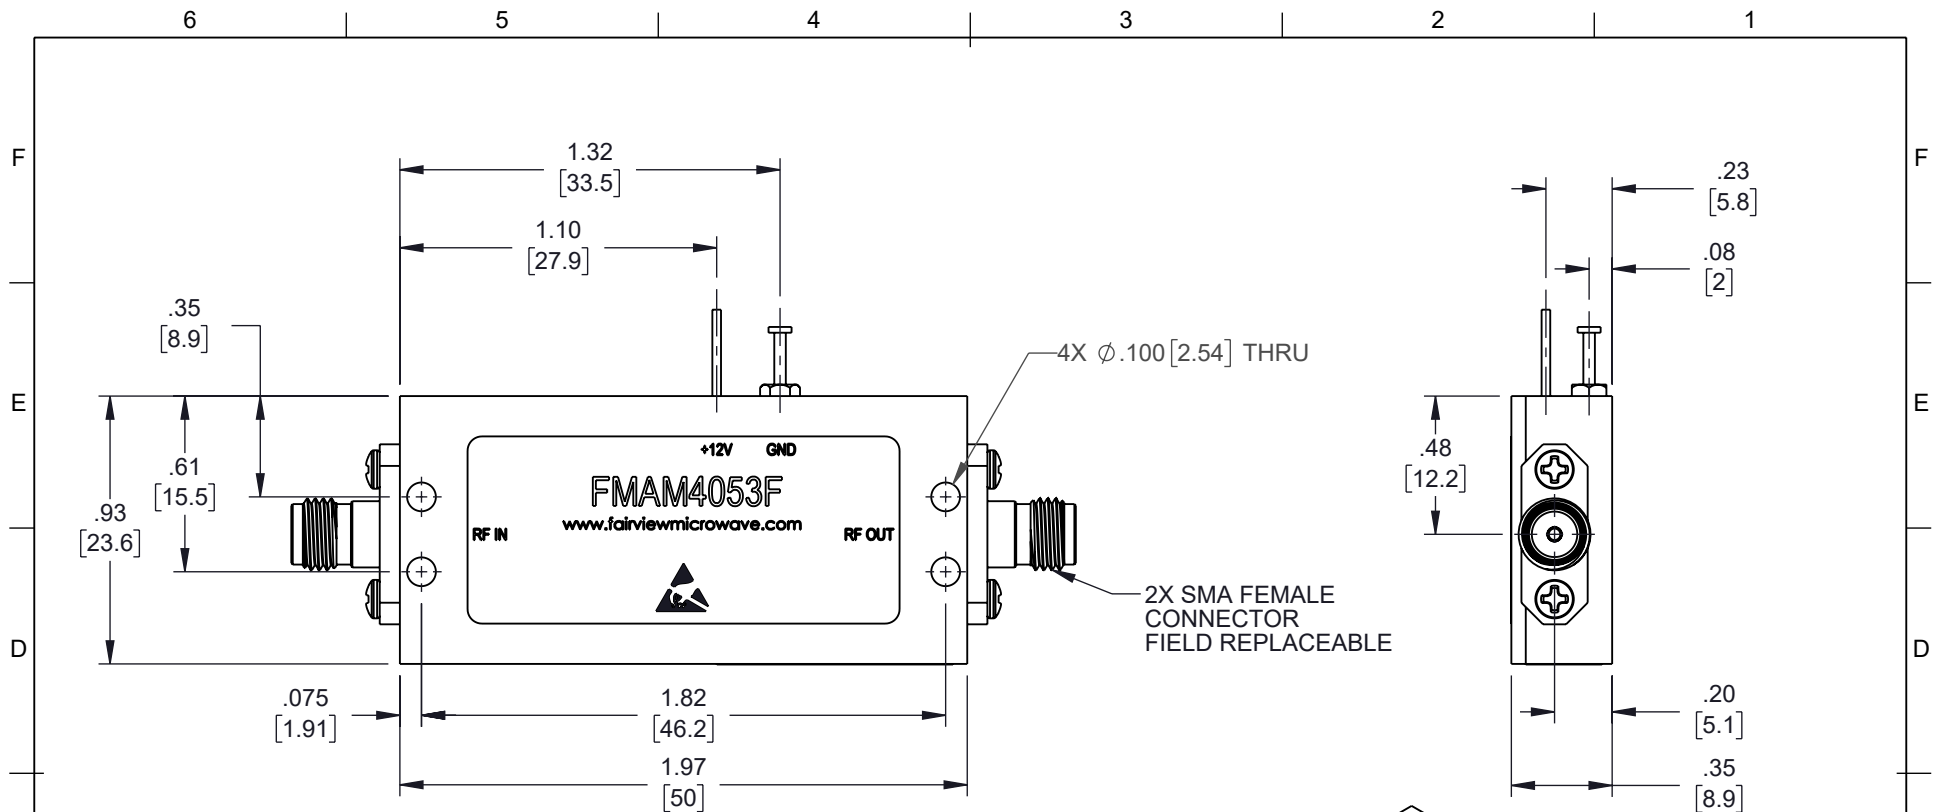 6 5 4 3 2 1
F F
1.32
[33.5]
.23
[5.8]
1.10
[27.9]
.08
[2]
.35
[8.9]
4X ∅.100[2.54] THRU
E E
+12V GND
.48
[12.2]
.61
[15.5]
FMAM4053F
www.fairviewmicrowave.com
.93
[23.6]
RF IN RF OUT
2X SMA FEMALE
CONNECTOR
FIELD REPLACEABLE
D D
.075
[1.91]
1.82
[46.2]
.20
[5.1]
1.97
[50]
.35
[8.9]